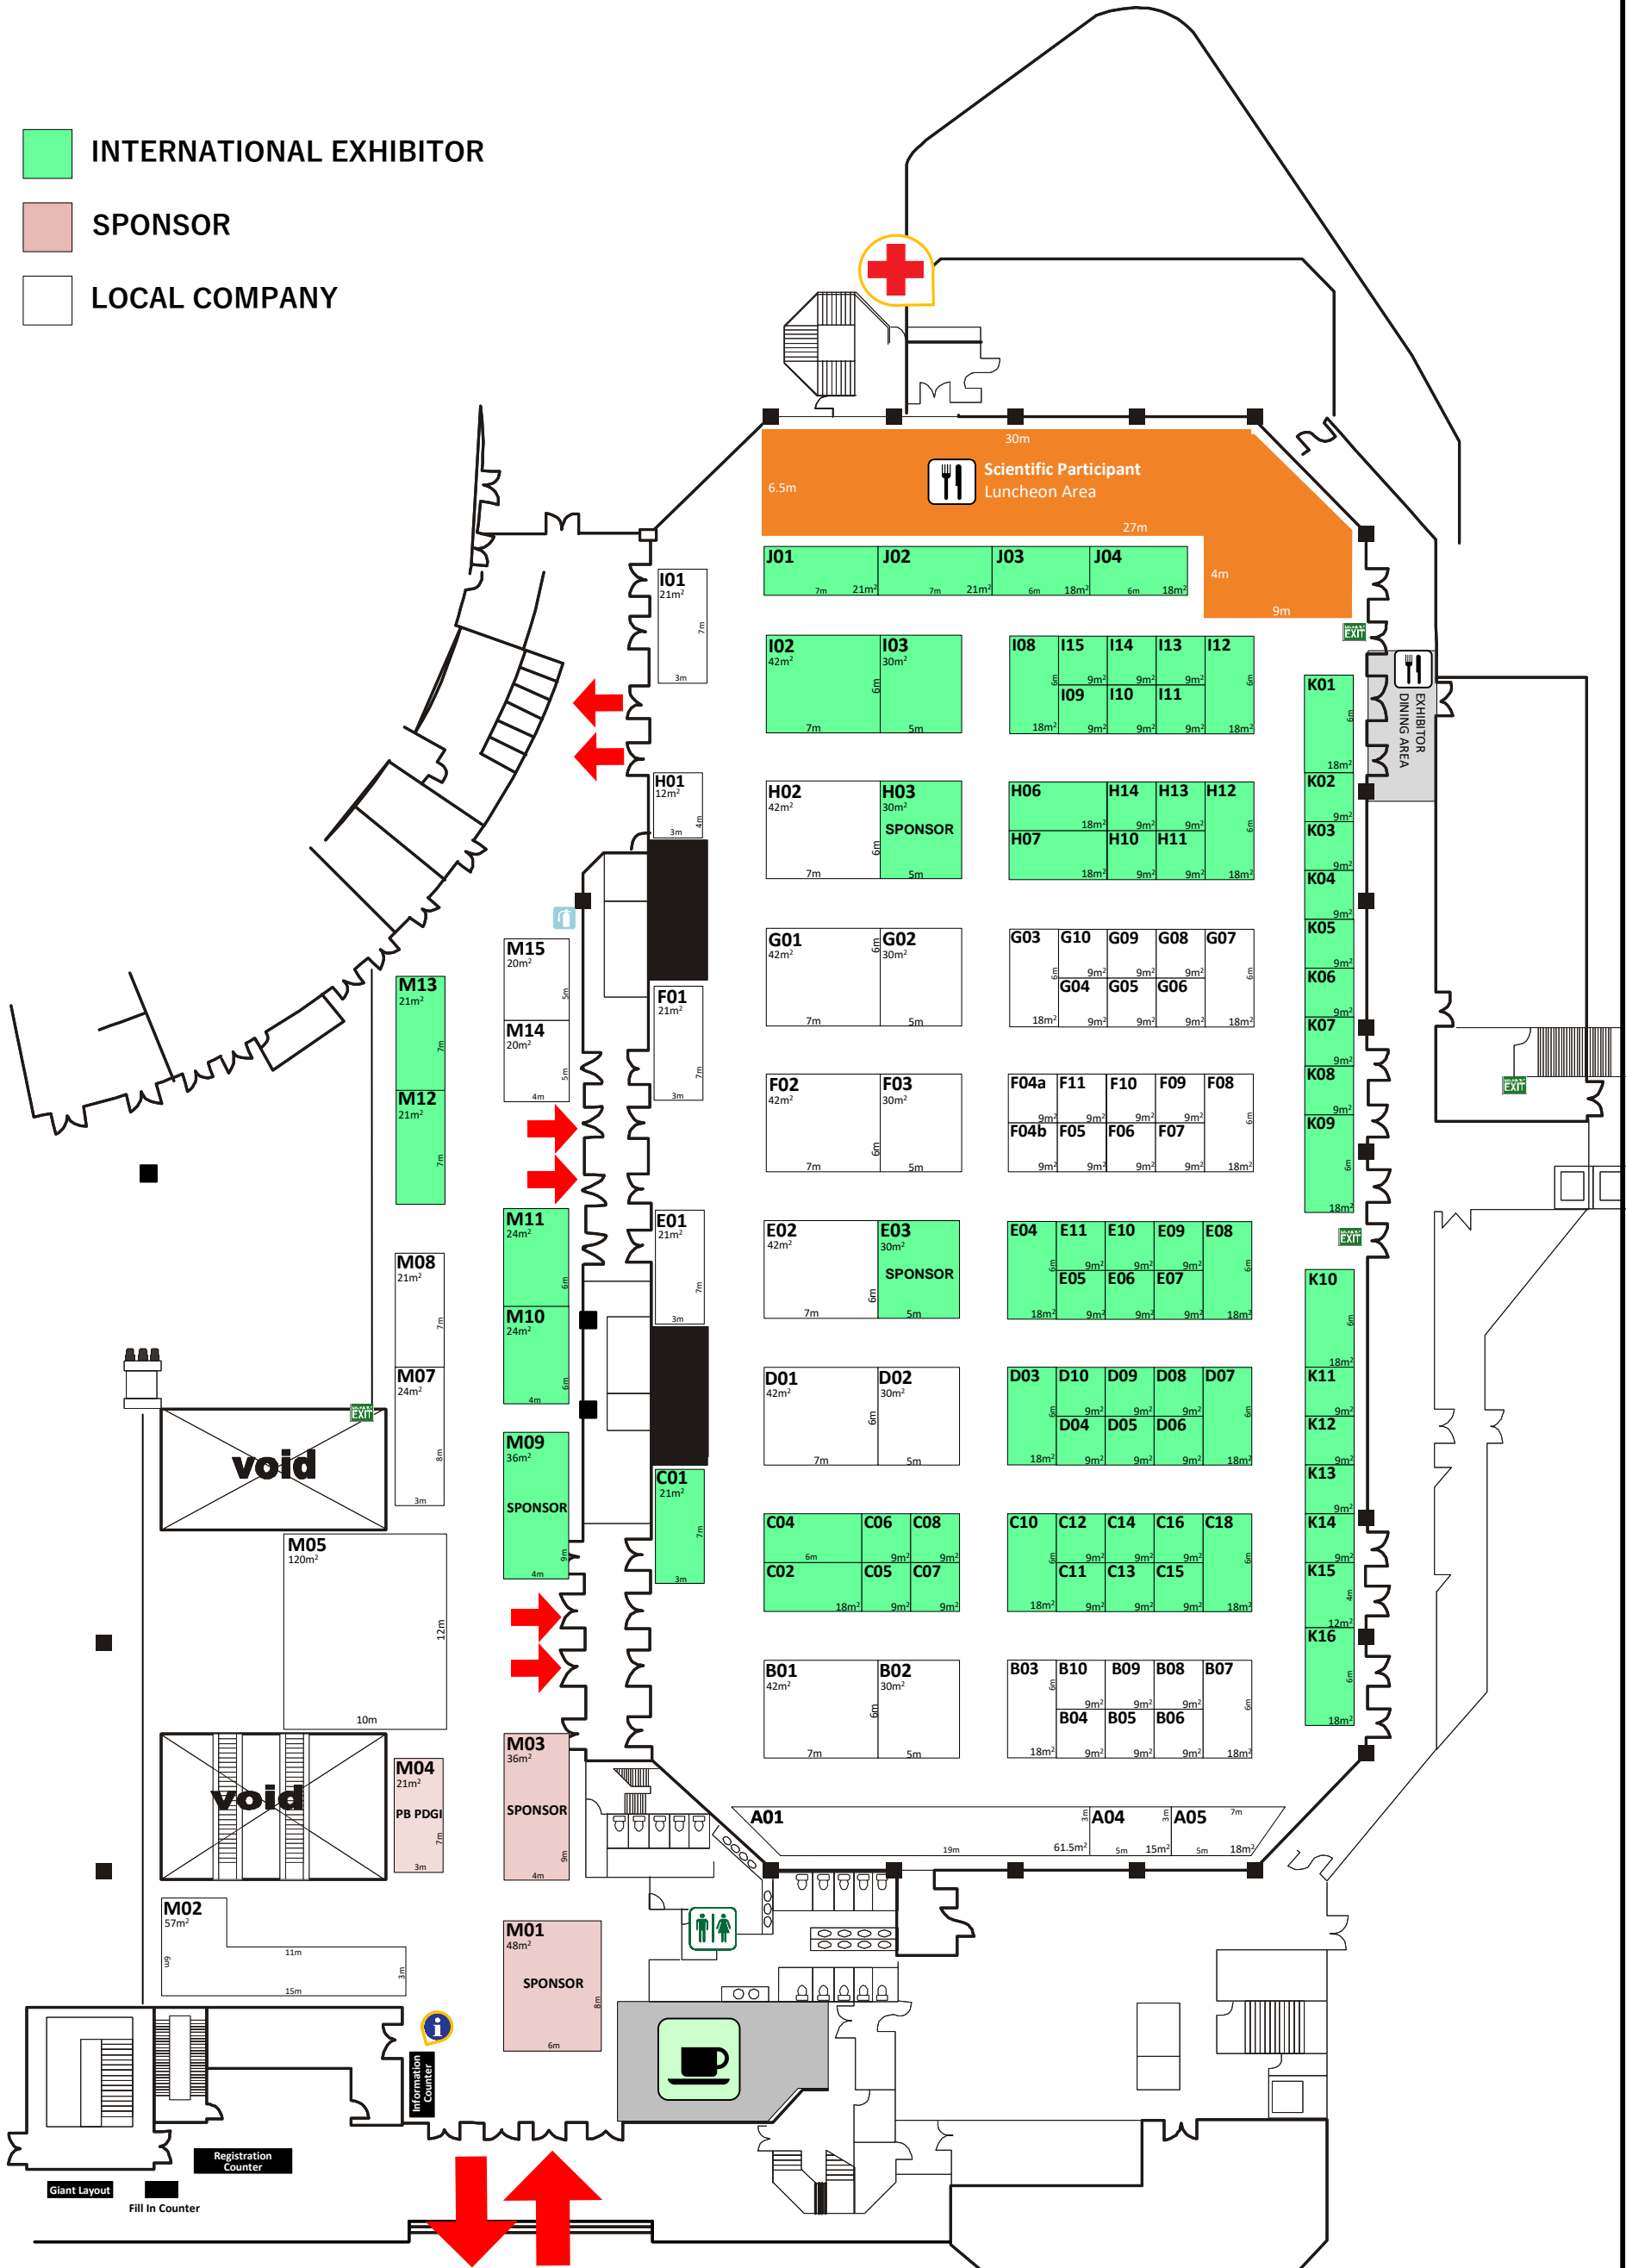 INTERNATIONAL EXHIBITOR
SPONSOR
LOCAL COMPANY
30m
Scientific Participant
Luncheon Area
6.5m
27m
4m
9m
J01 7m 21m²
J02 7m 21m²
J03 6m 18m²
J04 6m 18m²
I01 21m² 7m 3m
I02 42m² 7m
I03 30m² 6m 5m
I08 6m 18m²
I15 9m²
I14 9m²
I13 9m²
I12 6m 18m²
I09 9m²
I10 9m²
I11 9m²
EXIT
EXHIBITOR
DINING AREA
K01 6m 18m²
K02 9m²
K03 9m²
K04 9m²
K05 9m²
K06 9m²
K07 9m²
K08 9m²
K09 6m 18m²
EXIT
EXIT
H01 12m² 4m 3m
H02 42m² 7m
H03 30m² SPONSOR 6m 5m
H06 18m²
H14 9m²
H13 9m²
H12 6m 18m²
H07 18m²
H10 9m²
H11 9m²
G01 42m² 7m
G02 30m² 6m 5m
G03 6m 18m²
G10 9m²
G09 9m²
G08 9m²
G07 6m 18m²
G04 9m²
G05 9m²
G06 9m²
M15 20m² 5m
M14 20m² 5m 4m
M13 21m² 7m
M12 21m² 7m
F01 21m² 7m 3m
F02 42m² 7m
F03 30m² 6m 5m
F04a 9m²
F11 9m²
F10 9m²
F09 9m²
F08 6m 18m²
F04b 9m²
F05 9m²
F06 9m²
F07 9m²
M11 24m² 6m
M10 24m² 6m 4m
M08 21m² 7m
M07 24m² 8m 3m
E01 21m² 7m 3m
E02 42m² 7m
E03 30m² SPONSOR 6m 5m
E04 6m 18m²
E11 9m²
E10 9m²
E09 9m²
E08 6m 18m²
E05 9m²
E06 9m²
E07 9m²
K10 6m 18m²
K11 9m²
K12 9m²
K13 9m²
K14 9m²
K15 4m 12m²
K16 6m 18m²
D01 42m² 7m
D02 30m² 6m 5m
D03 6m 18m²
D10 9m²
D09 9m²
D08 9m²
D07 6m 18m²
D04 9m²
D05 9m²
D06 9m²
EXIT
void
M09 36m² SPONSOR 9m 4m
C01 21m² 7m 3m
C04 6m
C06 9m²
C08 9m²
C02 18m²
C05 9m²
C07 9m²
C10 6m 18m²
C12 9m²
C14 9m²
C16 9m²
C18 6m 18m²
C11 9m²
C13 9m²
C15 9m²
M05 120m² 12m 10m
B01 42m² 7m
B02 30m² 6m 5m
B03 6m 18m²
B10 9m²
B09 9m²
B08 9m²
B07 6m 18m²
B04 9m²
B05 9m²
B06 9m²
void
M04 21m² PB PDGI 7m 3m
M03 36m² SPONSOR 9m 4m
A01 19m 61.5m²
A04 3m 5m 15m²
A05 3m 7m 5m 18m²
M02 57m² 6m 11m 3m 15m
M01 48m² SPONSOR 8m 6m
i
Information
Counter
Registration
Counter
Giant Layout
Fill In Counter